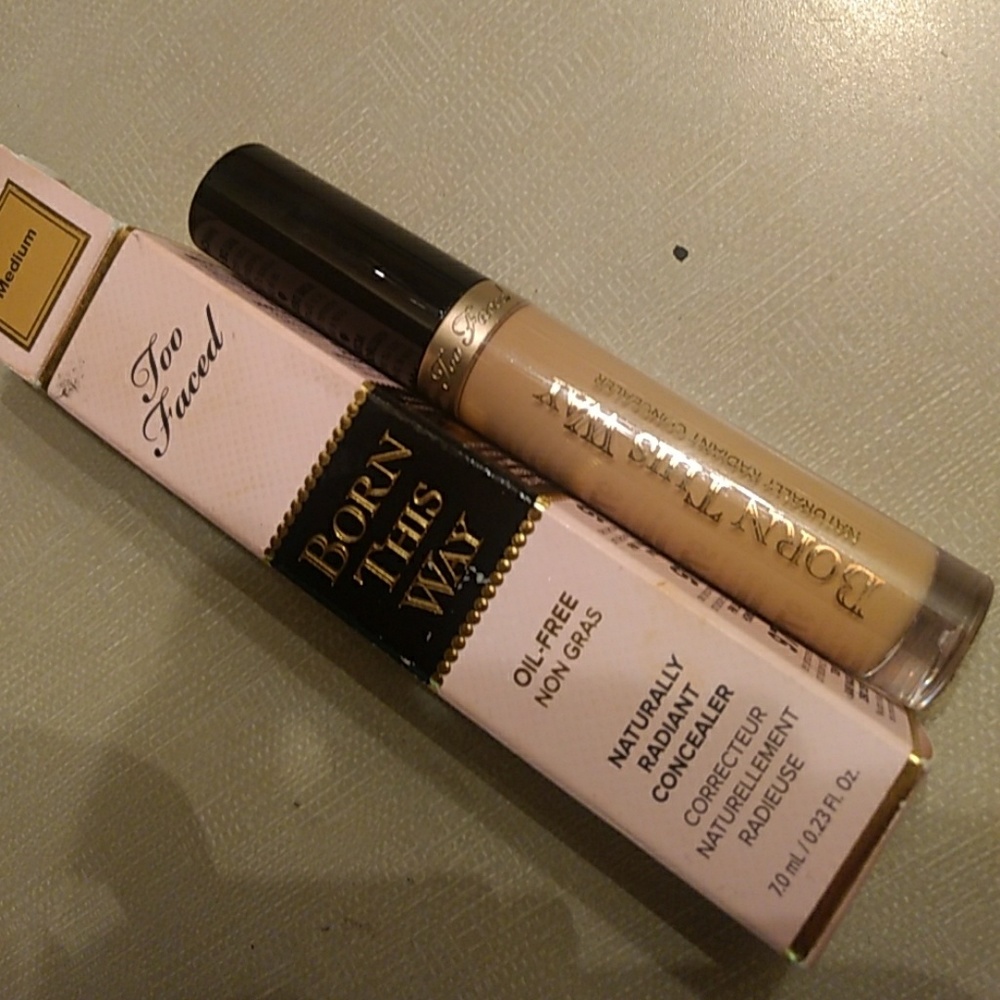 Medium
Too
Faced
BORN
THIS
WAY
OIL-FREE
NON GRAS
NATURALLY
RADIANT
CONCEALER
CORRECTEUR
NATURELLEMENT
RADIEUSE
7.0 mL / 0.23 Fl. Oz.
Too Faced
BORN THIS WAY
NATURALLY RADIANT CONCEALER